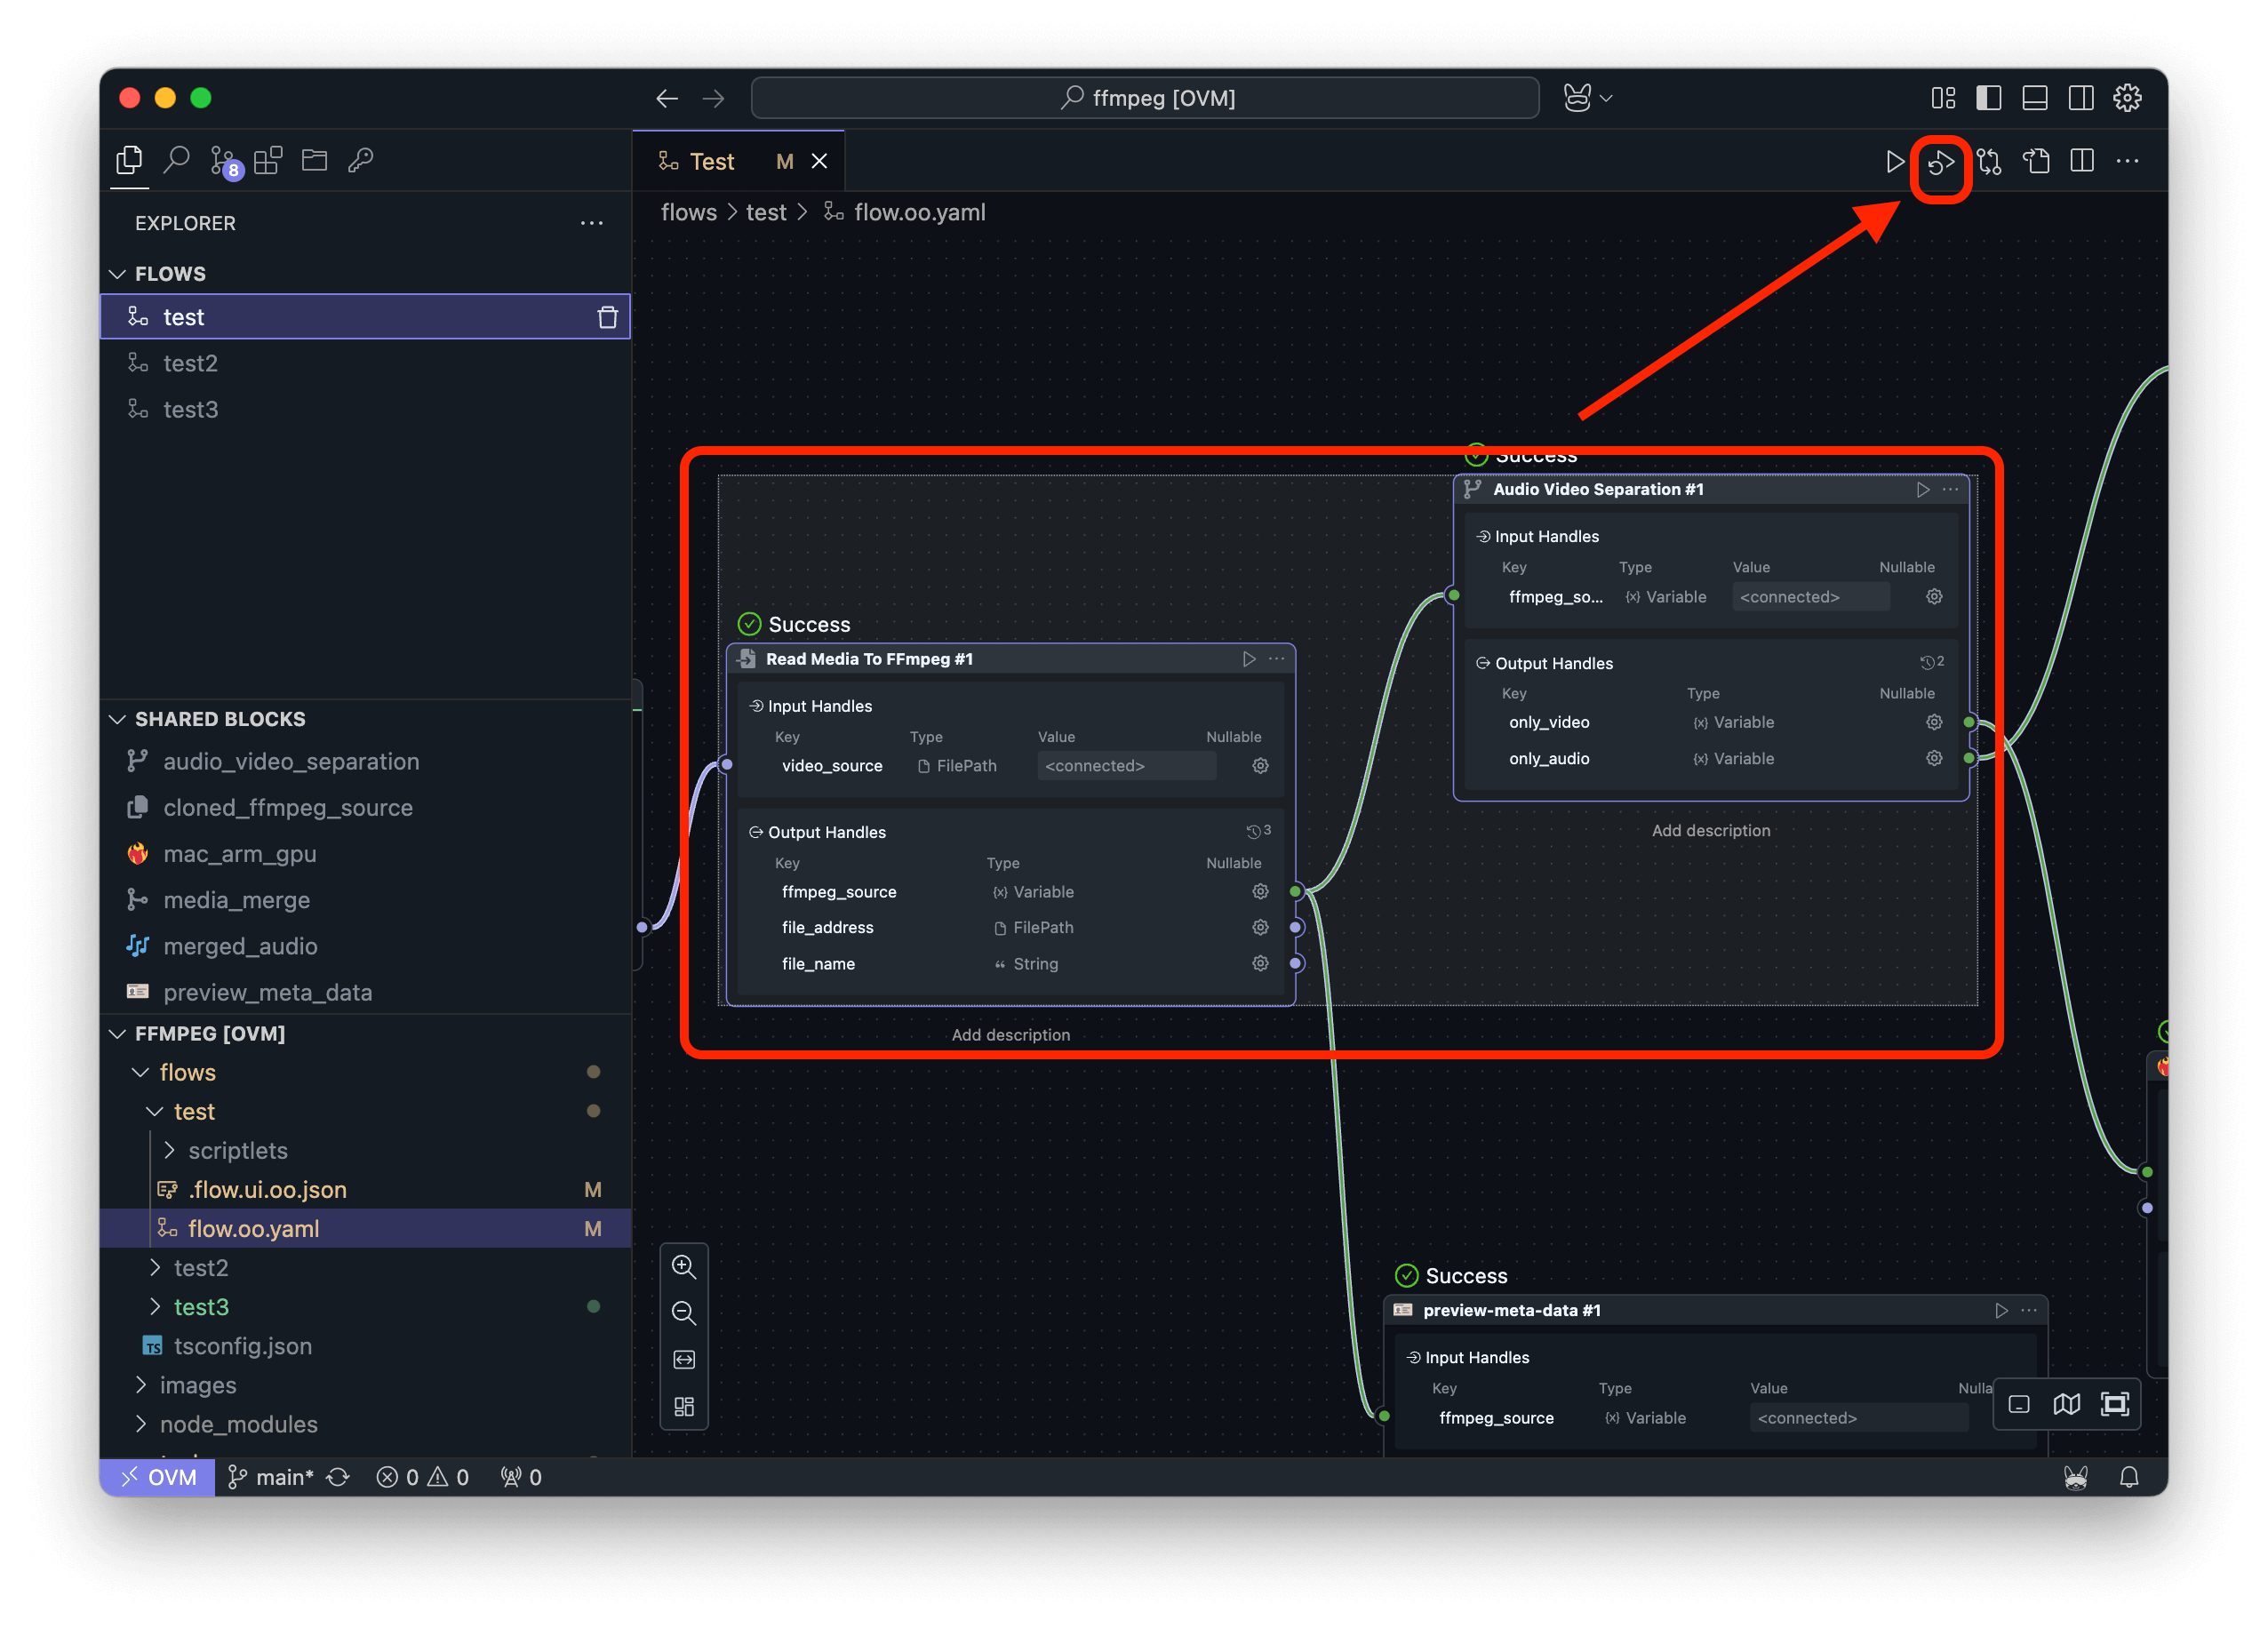 ffmpeg [OVM]
8
Test M
EXPLORER
flows > test > flow.oo.yaml
FLOWS
test
test2
test3
SHARED BLOCKS
audio_video_separation
cloned_ffmpeg_source
mac_arm_gpu
media_merge
merged_audio
preview_meta_data
FFMPEG [OVM]
flows
test
scriptlets
.flow.ui.oo.json M
flow.oo.yaml M
test2
test3
TS tsconfig.json
images
node_modules
Success
Read Media To FFmpeg #1
Input Handles
Key Type Value Nullable
video_source FilePath <connected>
Output Handles 3
Key Type Nullable
ffmpeg_source {x} Variable
file_address FilePath
file_name “ String
Add description
Success
Audio Video Separation #1
Input Handles
Key Type Value Nullable
ffmpeg_so... {x} Variable <connected>
Output Handles 2
Key Type Nullable
only_video {x} Variable
only_audio {x} Variable
Add description
Success
preview-meta-data #1
Input Handles
Key Type Value Nulla
ffmpeg_source {x} Variable <connected>
OVM main* 0 0 0